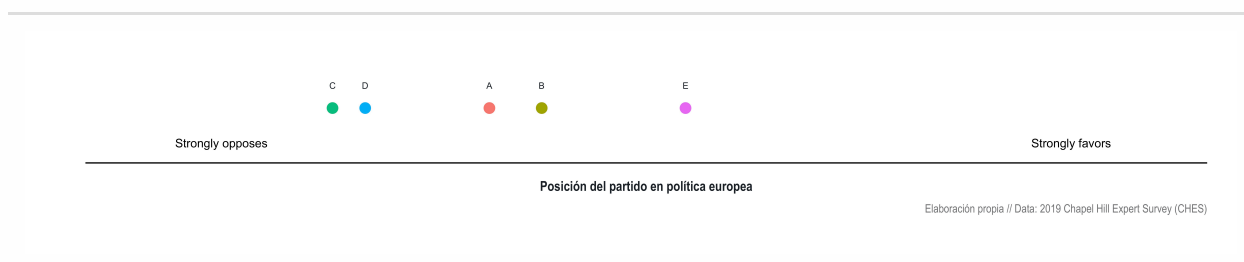 C D A B E
Strongly opposes Strongly favors
Posición del partido en política europea
Elaboración propia // Data: 2019 Chapel Hill Expert Survey (CHES)